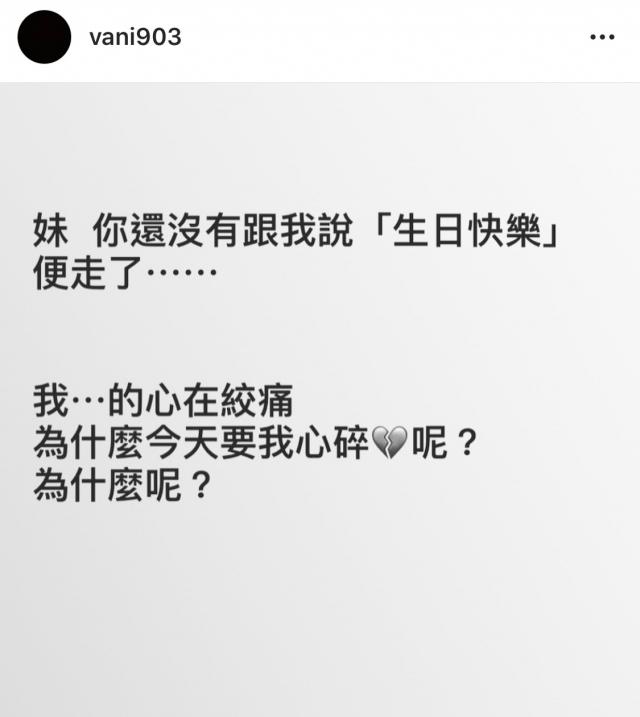 vani903
妹 你還沒有跟我說「生日快樂」
便走了……
我…的心在絞痛
為什麼今天要我心碎💔呢？
為什麼呢？